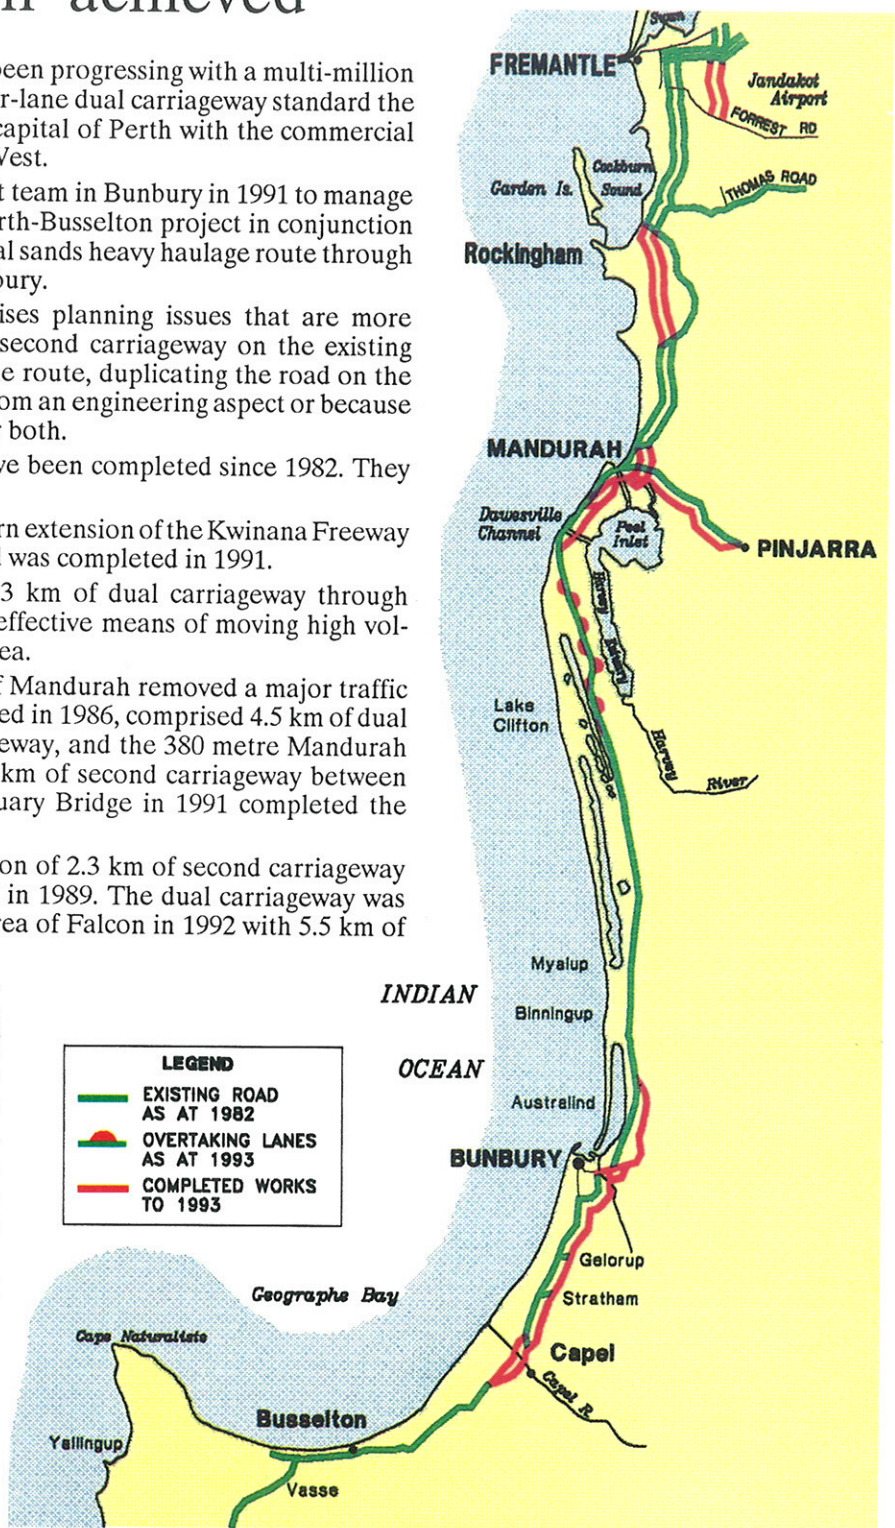 achieved
been progressing with a multi-million
r-lane dual carriageway standard the
capital of Perth with the commercial
West.
t team in Bunbury in 1991 to manage
rth-Busselton project in conjunction
al sands heavy haulage route through
bury.
ises planning issues that are more
second carriageway on the existing
e route, duplicating the road on the
om an engineering aspect or because
both.
ve been completed since 1982. They
rn extension of the Kwinana Freeway
was completed in 1991.
3 km of dual carriageway through
effective means of moving high vol-
ea.
f Mandurah removed a major traffic
ed in 1986, comprised 4.5 km of dual
eway, and the 380 metre Mandurah
km of second carriageway between
uary Bridge in 1991 completed the
on of 2.3 km of second carriageway
in 1989. The dual carriageway was
rea of Falcon in 1992 with 5.5 km of
Swan
FREMANTLE
Jandakot
Airport
FORREST RD
Cockburn
Sound
Garden Is.
THOMAS ROAD
Rockingham
MANDURAH
Dawesville
Channel
Peel
Inlet
PINJARRA
Harvey
Estuary
Lake
Clifton
Harvey
River
Myalup
INDIAN
Binningup
OCEAN
Australind
BUNBURY
LEGEND
EXISTING ROAD
AS AT 1982
OVERTAKING LANES
AS AT 1993
COMPLETED WORKS
TO 1993
Gelorup
Geographe Bay
Stratham
Cape Naturaliste
Capel
Capel R.
Busselton
Yallingup
Vasse